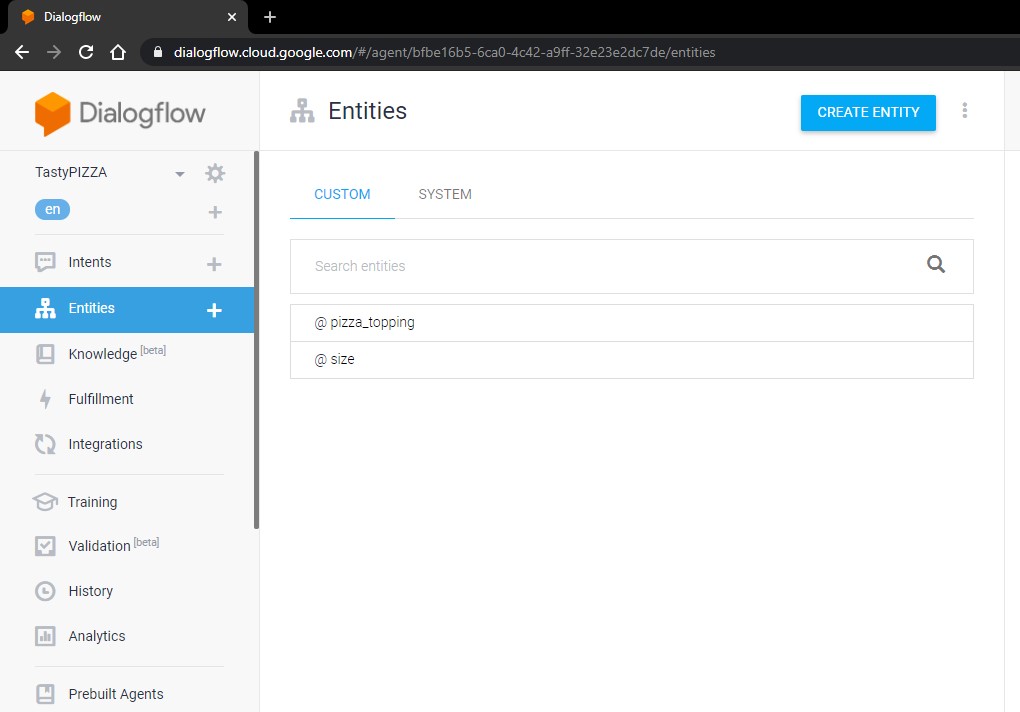 Dialogflow
dialogflow.cloud.google.com/#/agent/bfbe16b5-6ca0-4c42-a9ff-32e23e2dc7de/entities
Dialogflow
TastyPIZZA
en
Intents
Entities
Knowledge [beta]
Fulfillment
Integrations
Training
Validation [beta]
History
Analytics
Prebuilt Agents
Entities
CREATE ENTITY
CUSTOM SYSTEM
Search entities
@ pizza_topping
@ size